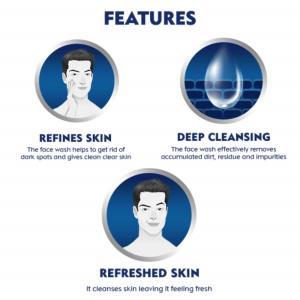 FEATURES
REFINES SKIN
The face wash helps to get rid of
dark spots and gives clean clear skin
DEEP CLEANSING
The face wash effectively removes
accumulated dirt, residue and impurities
REFRESHED SKIN
It cleanses skin leaving it feeling fresh